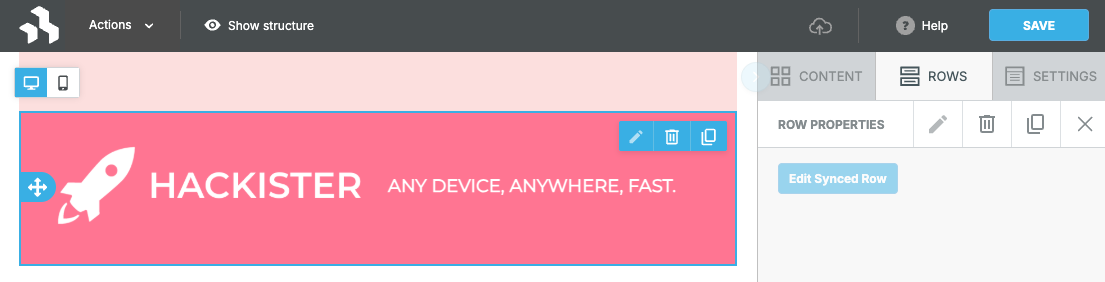 Actions
Show structure
Help
SAVE
CONTENT
ROWS
SETTINGS
ROW PROPERTIES
HACKISTER
ANY DEVICE, ANYWHERE, FAST.
Edit Synced Row